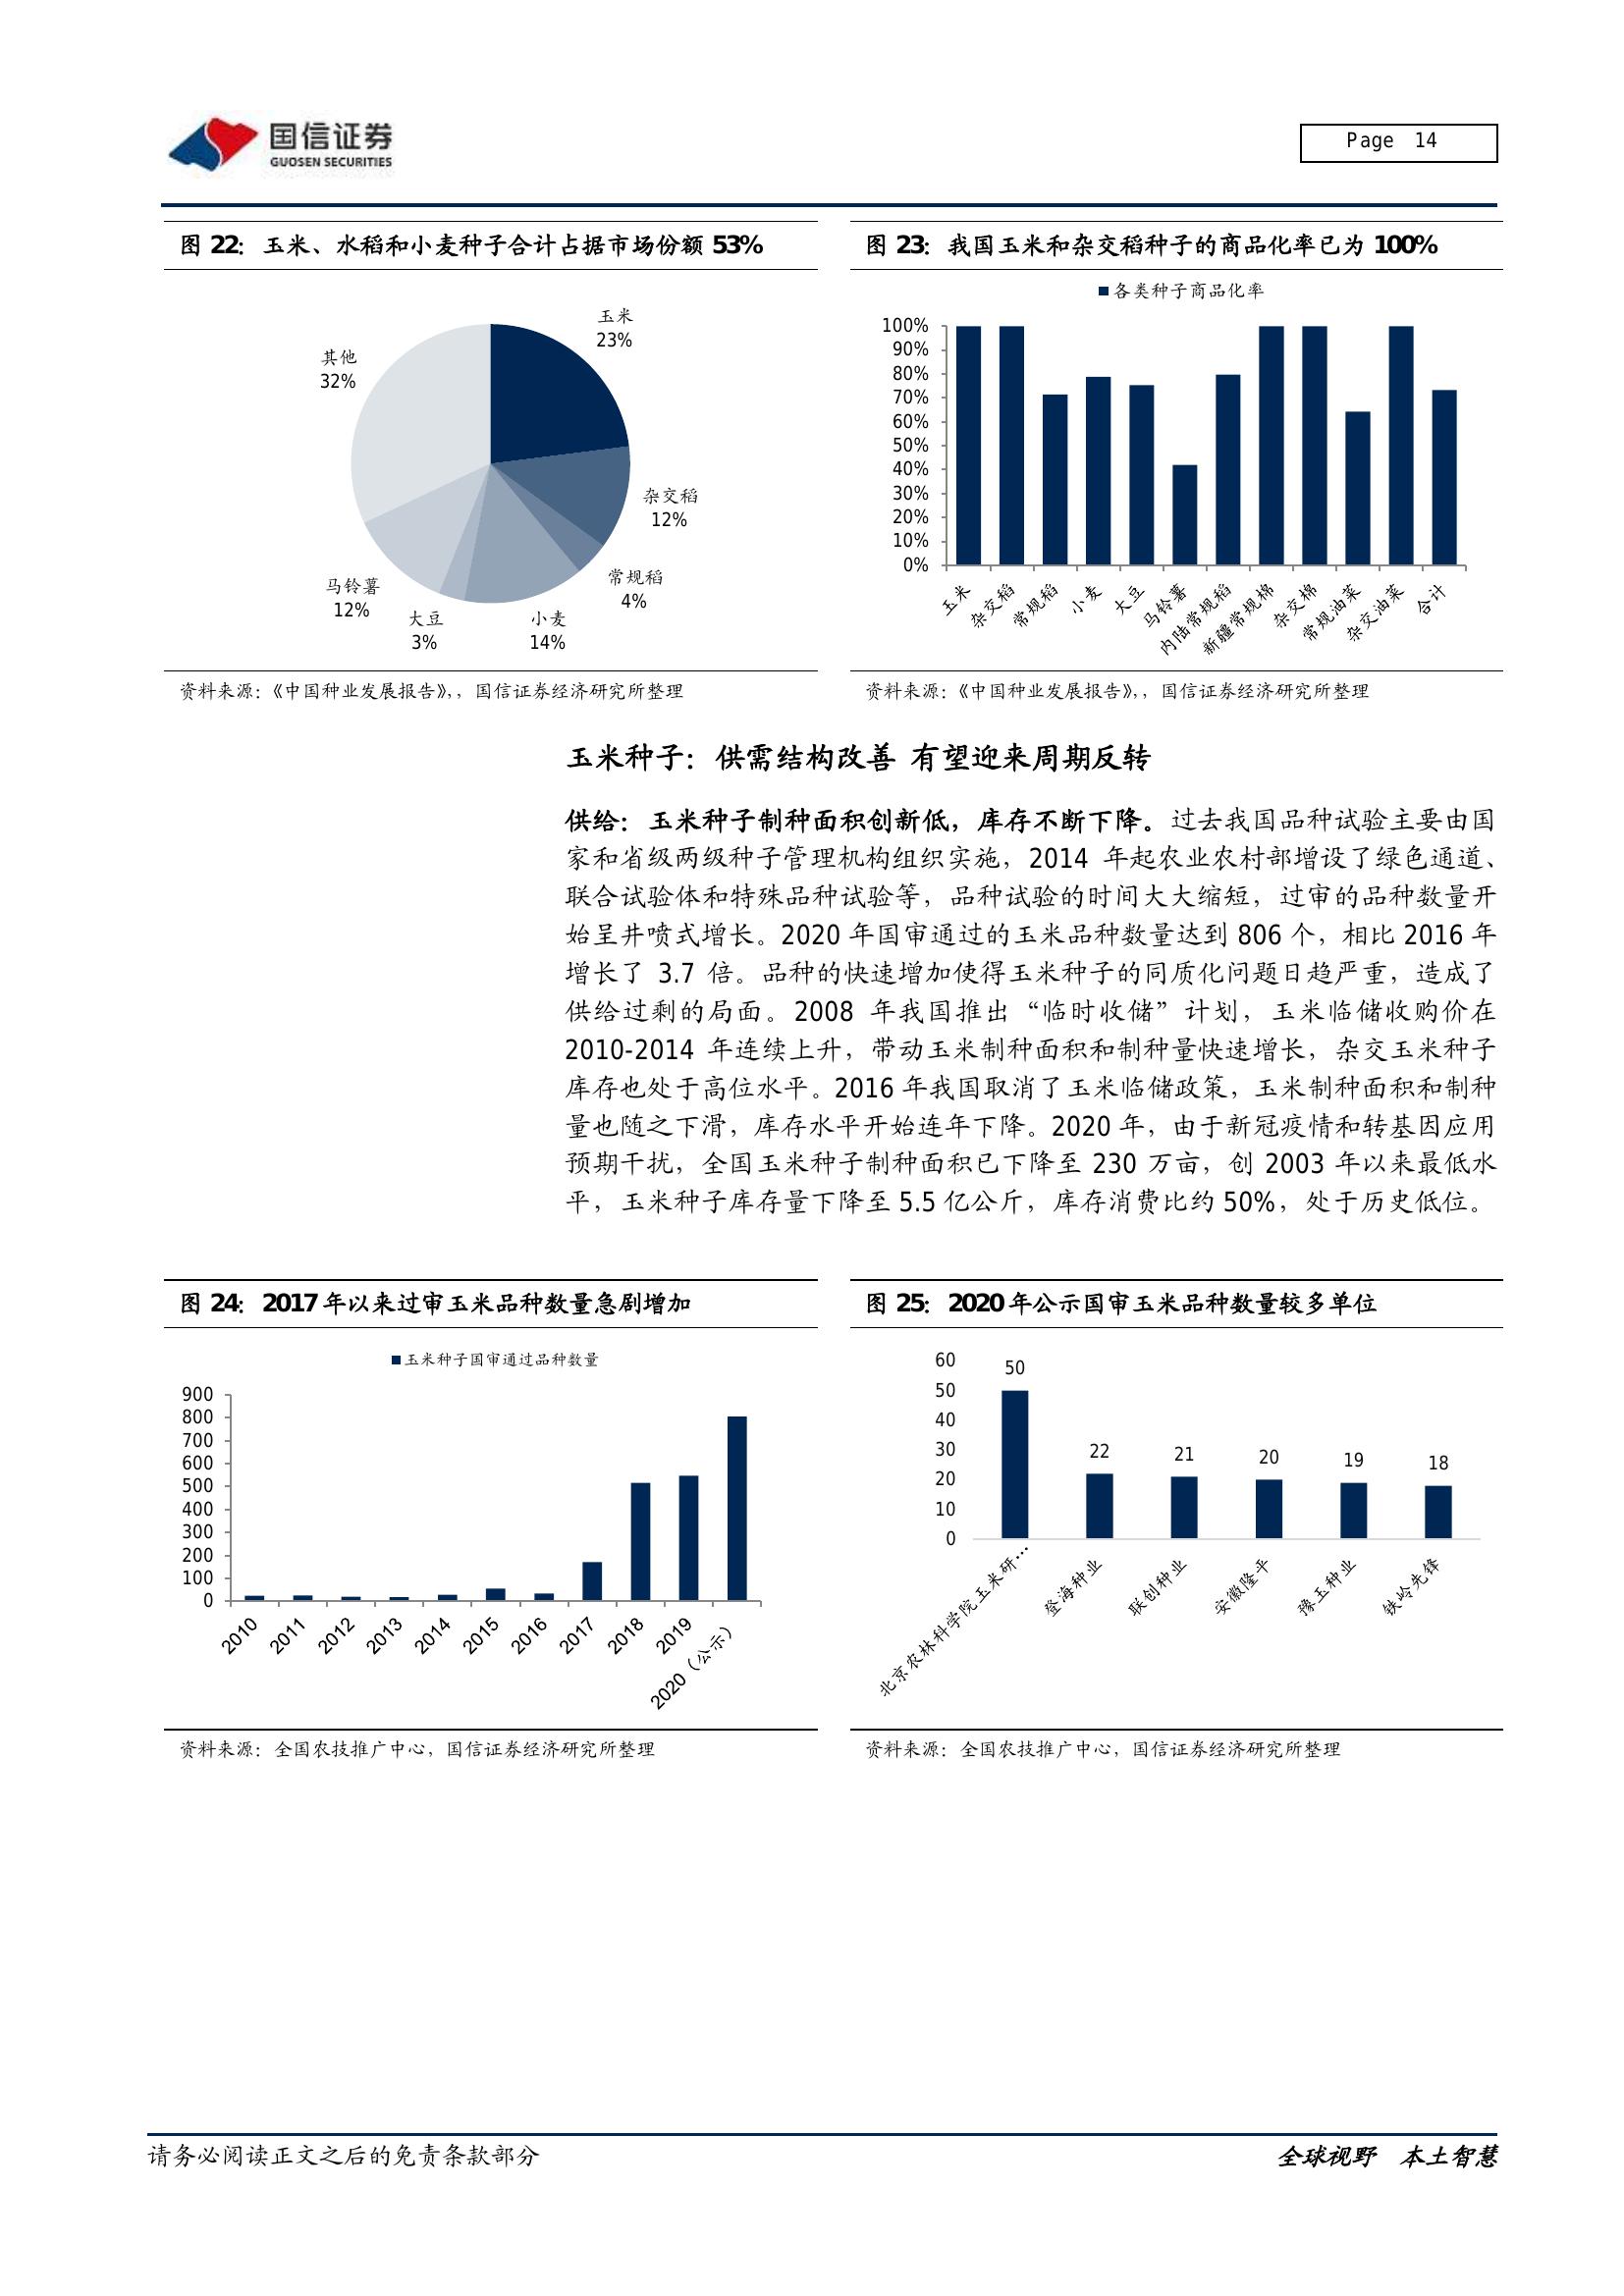 国信证券
GUOSEN SECURITIES
Page 14
图 22：玉米、水稻和小麦种子合计占据市场份额 53%
玉米
23%
杂交稻
12%
常规稻
4%
小麦
14%
大豆
3%
马铃薯
12%
其他
32%
资料来源：《中国种业发展报告》，，国信证券经济研究所整理
图 23：我国玉米和杂交稻种子的商品化率已为 100%
各类种子商品化率
100%
90%
80%
70%
60%
50%
40%
30%
20%
10%
0%
玉米
杂交稻
常规稻
小麦
大豆
马铃薯
内陆常规稻
新疆常规棉
杂交棉
常规油菜
杂交油菜
合计
资料来源：《中国种业发展报告》，，国信证券经济研究所整理
玉米种子：供需结构改善 有望迎来周期反转
供给：玉米种子制种面积创新低，库存不断下降。过去我国品种试验主要由国
家和省级两级种子管理机构组织实施，2014 年起农业农村部增设了绿色通道、
联合试验体和特殊品种试验等，品种试验的时间大大缩短，过审的品种数量开
始呈井喷式增长。2020 年国审通过的玉米品种数量达到 806 个，相比 2016 年
增长了 3.7 倍。品种的快速增加使得玉米种子的同质化问题日趋严重，造成了
供给过剩的局面。2008 年我国推出“临时收储”计划，玉米临储收购价在
2010-2014 年连续上升，带动玉米制种面积和制种量快速增长，杂交玉米种子
库存也处于高位水平。2016 年我国取消了玉米临储政策，玉米制种面积和制种
量也随之下滑，库存水平开始连年下降。2020 年，由于新冠疫情和转基因应用
预期干扰，全国玉米种子制种面积已下降至 230 万亩，创 2003 年以来最低水
平，玉米种子库存量下降至 5.5 亿公斤，库存消费比约 50%，处于历史低位。
图 24：2017 年以来过审玉米品种数量急剧增加
玉米种子国审通过品种数量
900
800
700
600
500
400
300
200
100
0
2010
2011
2012
2013
2014
2015
2016
2017
2018
2019
2020（公示）
资料来源：全国农技推广中心，国信证券经济研究所整理
图 25：2020 年公示国审玉米品种数量较多单位
60
50
40
30
20
10
0
50
22
21
20
19
18
北京农林科学院玉米研…
登海种业
联创种业
安徽隆平
豫玉种业
铁岭先锋
资料来源：全国农技推广中心，国信证券经济研究所整理
请务必阅读正文之后的免责条款部分
全球视野 本土智慧